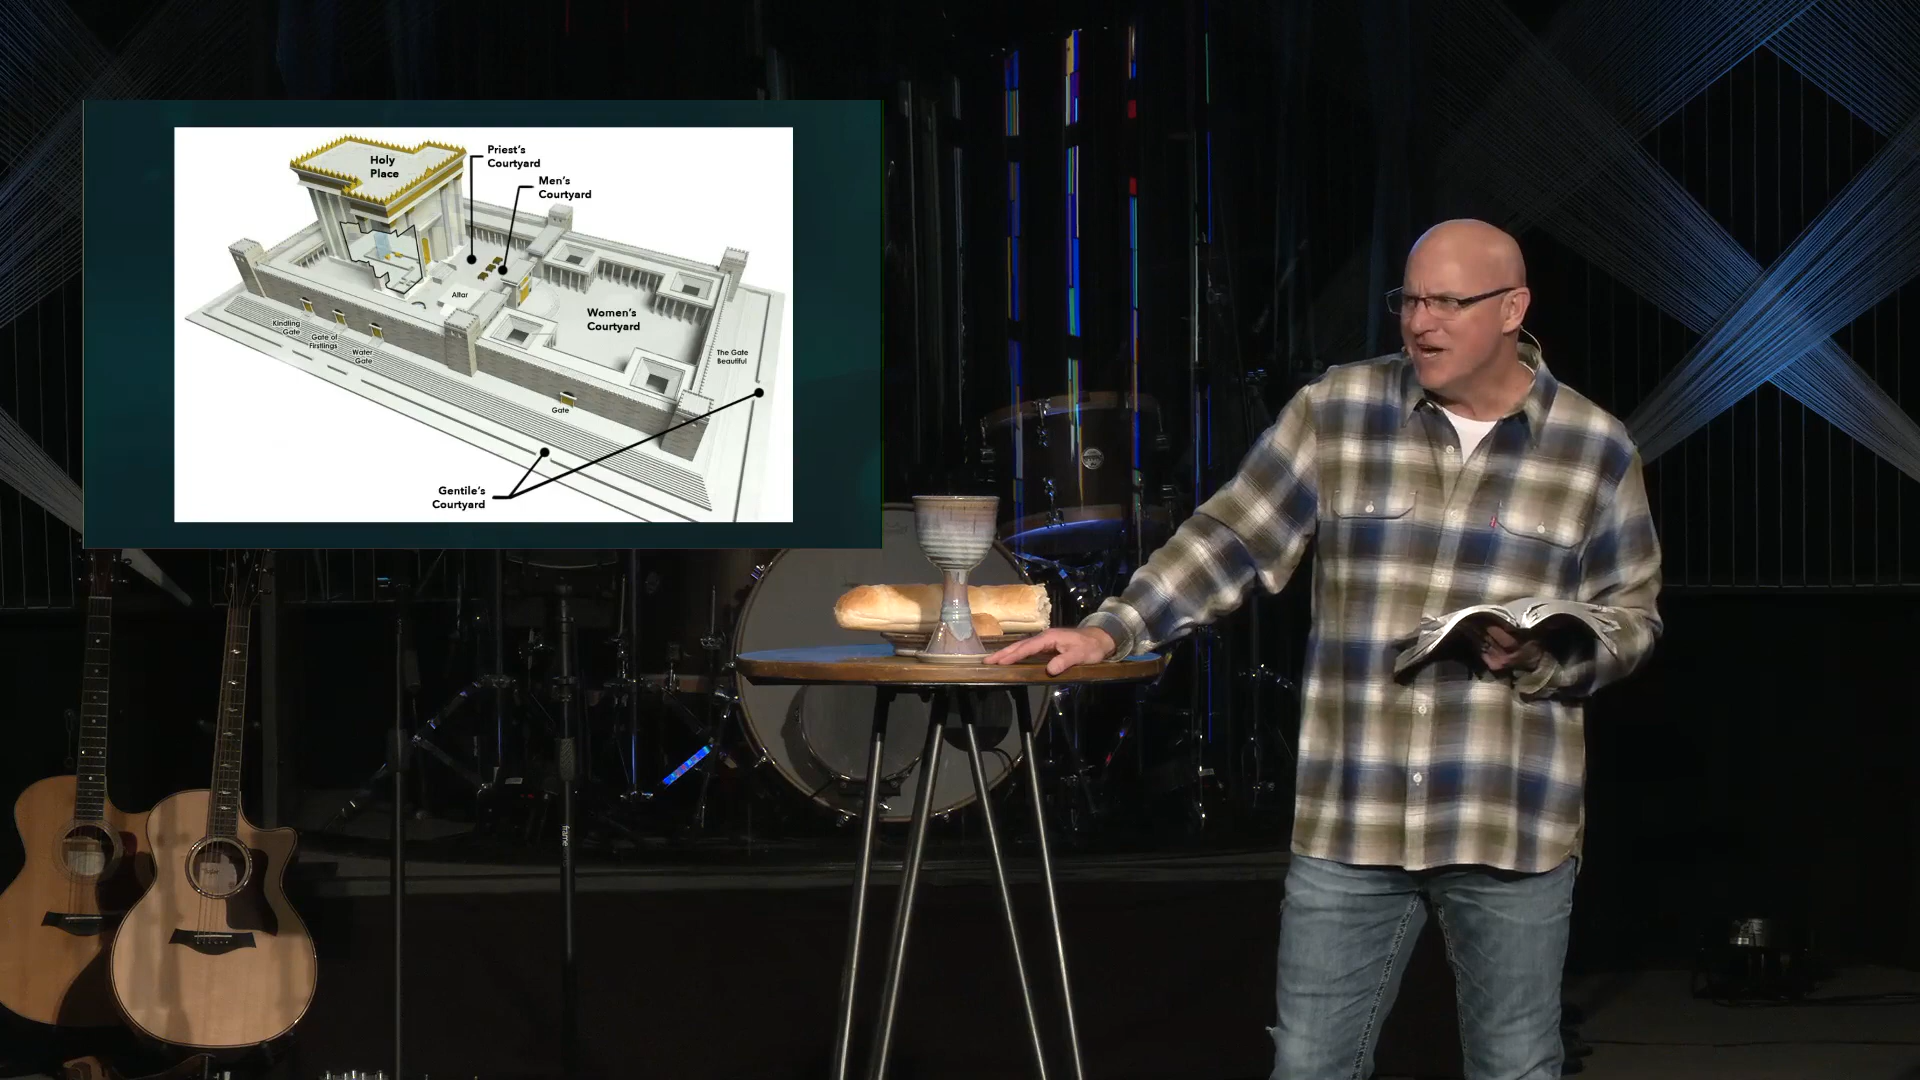 Holy
Place
Priest's
Courtyard
Men's
Courtyard
Altar
Women's
Courtyard
Kindling
Gate
Gate of
Firstlings
Water
Gate
The Gate
Beautiful
Gate
Gentile's
Courtyard
frame